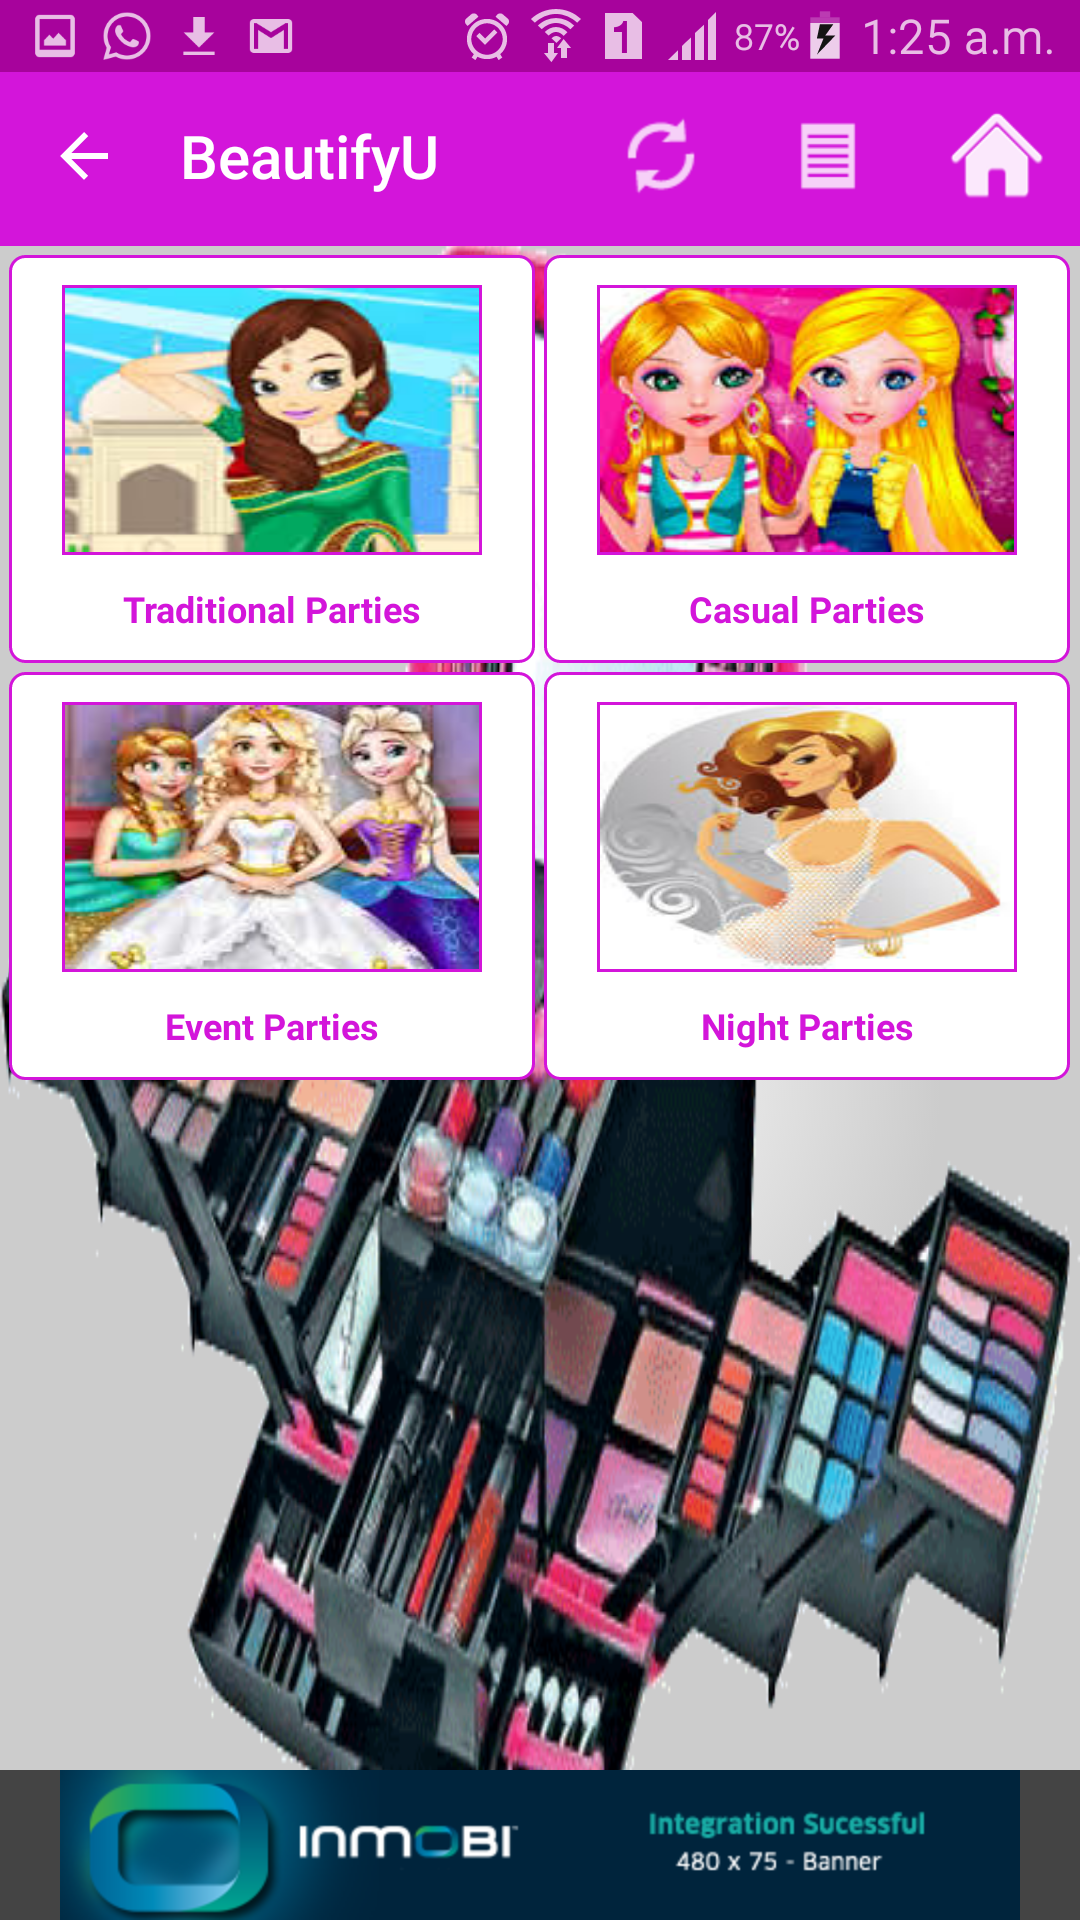 1 87% 1:25 a.m.
BeautifyU
Traditional Parties
Casual Parties
Event Parties
Night Parties
INMOBI
Integration Sucessful
480 x 75 - Banner